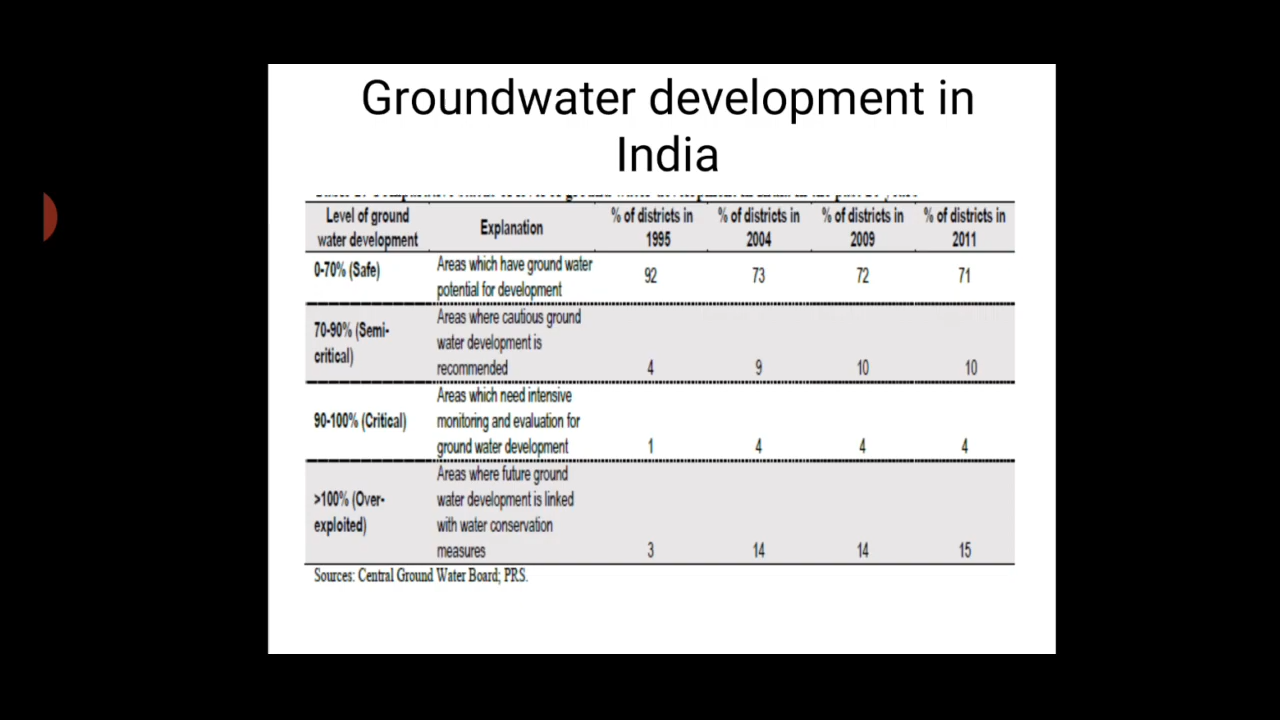 Groundwater development in
India
Level of ground
water development
Explanation
% of districts in
1995
% of districts in
2004
% of districts in
2009
% of districts in
2011
0-70% (Safe)
Areas which have ground water
potential for development
92
73
72
71
70-90% (Semi-
critical)
Areas where cautious ground
water development is
recommended
4
9
10
10
90-100% (Critical)
Areas which need intensive
monitoring and evaluation for
ground water development
1
4
4
4
>100% (Over-
exploited)
Areas where future ground
water development is linked
with water conservation
measures
3
14
14
15
Sources: Central Ground Water Board; PRS.